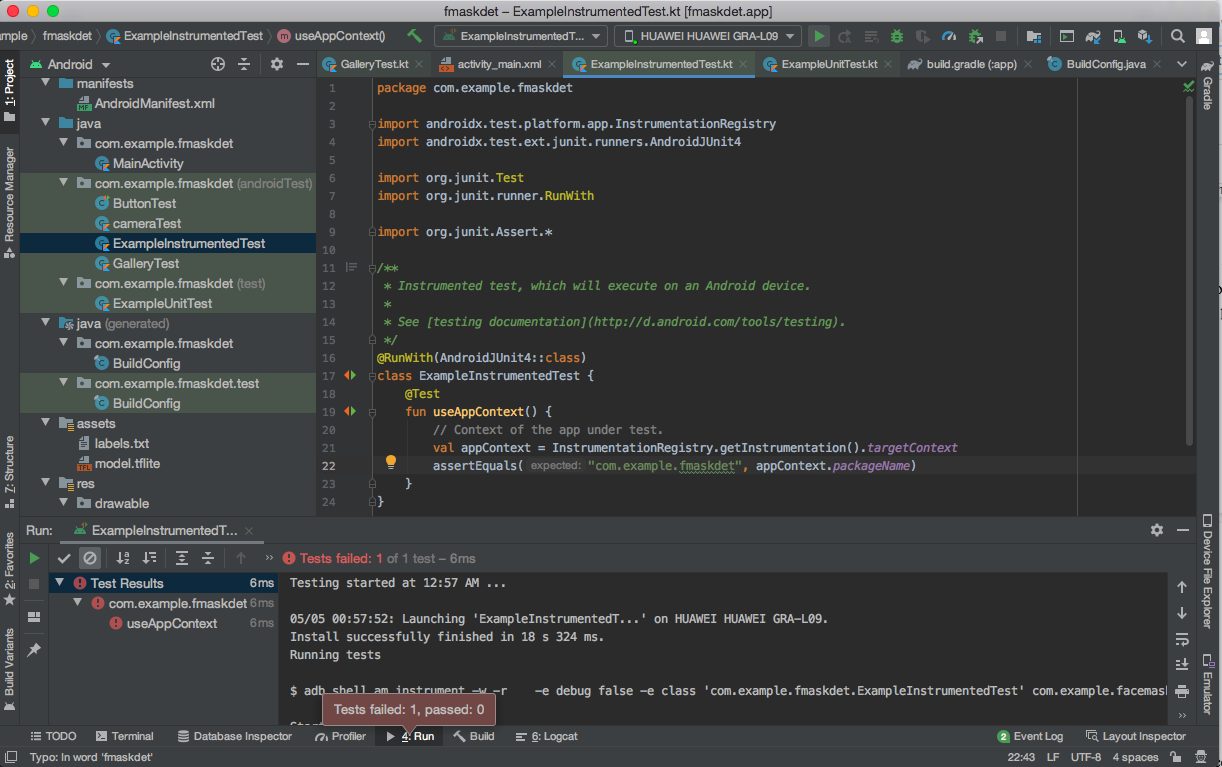 fmaskdet – ExampleInstrumentedTest.kt [fmaskdet.app]
mple fmaskdet ExampleInstrumentedTest useAppContext() ExampleInstrumentedT... HUAWEI HUAWEI GRA-L09
Android
GalleryTest.kt activity_main.xml ExampleInstrumentedTest.kt ExampleUnitTest.kt build.gradle (:app) BuildConfig.java
1: Project
Resource Manager
7: Structure
2: Favorites
Build Variants
manifests
AndroidManifest.xml
java
com.example.fmaskdet
MainActivity
com.example.fmaskdet (androidTest)
ButtonTest
cameraTest
ExampleInstrumentedTest
GalleryTest
com.example.fmaskdet (test)
ExampleUnitTest
java (generated)
com.example.fmaskdet
BuildConfig
com.example.fmaskdet.test
BuildConfig
assets
labels.txt
model.tflite
res
drawable
1 package com.example.fmaskdet
2
3 import androidx.test.platform.app.InstrumentationRegistry
4 import androidx.test.ext.junit.runners.AndroidJUnit4
5
6 import org.junit.Test
7 import org.junit.runner.RunWith
8
9 import org.junit.Assert.*
10
11 /**
12 * Instrumented test, which will execute on an Android device.
13 *
14 * See [testing documentation](http://d.android.com/tools/testing).
15 */
16 @RunWith(AndroidJUnit4::class)
17 class ExampleInstrumentedTest {
18 @Test
19 fun useAppContext() {
20 // Context of the app under test.
21 val appContext = InstrumentationRegistry.getInstrumentation().targetContext
22 assertEquals( expected: "com.example.fmaskdet", appContext.packageName)
23 }
24 }
Gradle
Device File Explorer
Emulator
Run: ExampleInstrumentedT...
Tests failed: 1 of 1 test – 6ms
Test Results 6ms
com.example.fmaskdet 6ms
useAppContext 6ms
Testing started at 12:57 AM ...
05/05 00:57:52: Launching 'ExampleInstrumentedT...' on HUAWEI HUAWEI GRA-L09.
Install successfully finished in 18 s 324 ms.
Running tests
$ adb shell am instrument -w -r -e debug false -e class 'com.example.fmaskdet.ExampleInstrumentedTest' com.example.facemas
Tests failed: 1, passed: 0
TODO Terminal Database Inspector Profiler 4: Run Build 6: Logcat 2 Event Log Layout Inspector
Typo: In word 'fmaskdet' 22:43 LF UTF-8 4 spaces